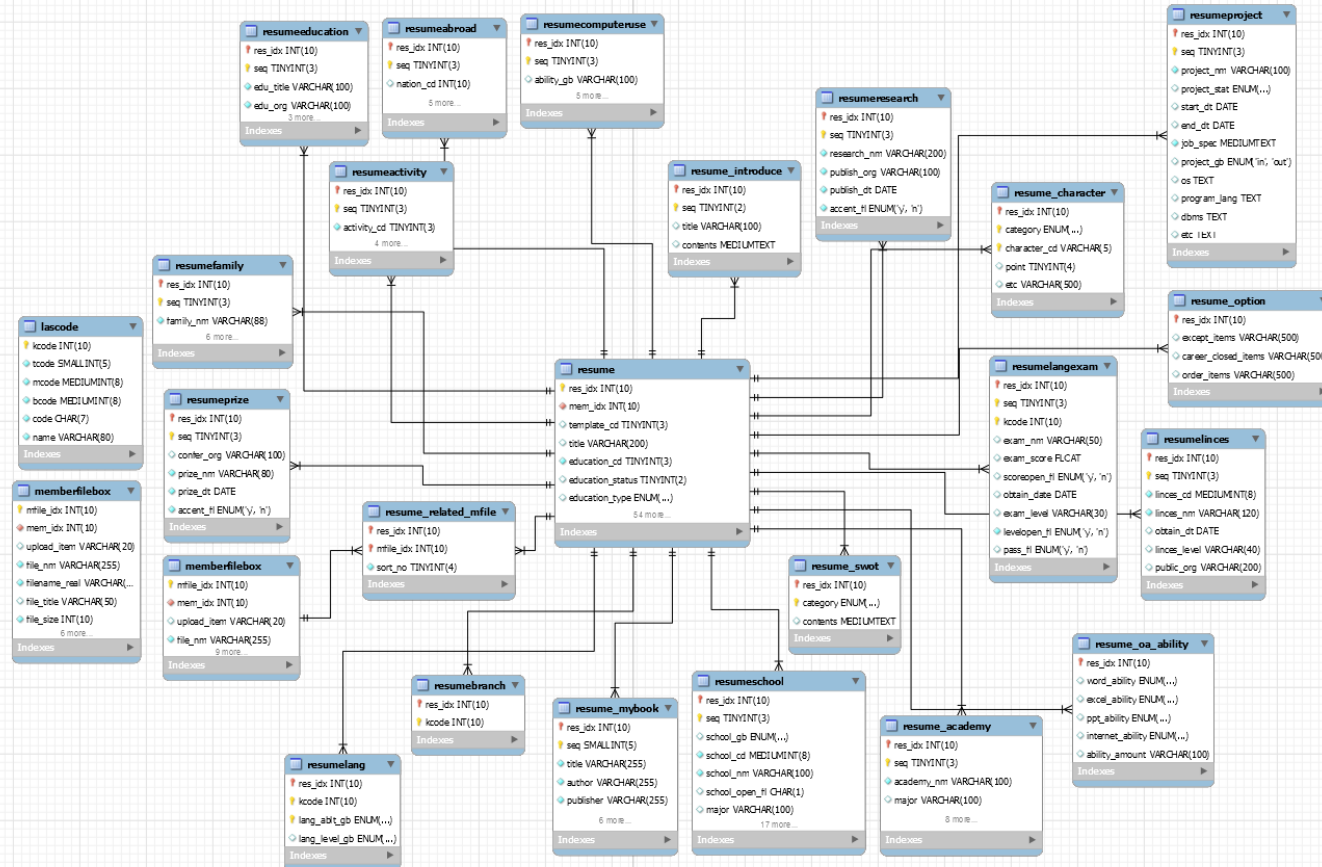 resumeeducation
res_idx INT(10)
seq TINYINT(3)
edu_title VARCHAR(100)
edu_org VARCHAR(100)
3 more...
Indexes
resumeabroad
res_idx INT(10)
seq TINYINT(3)
nation_cd INT(10)
5 more...
Indexes
resumecomputeruse
res_idx INT(10)
seq TINYINT(3)
ability_gb VARCHAR(100)
5 more...
Indexes
resumeactivity
res_idx INT(10)
seq TINYINT(3)
activity_cd TINYINT(3)
4 more...
Indexes
resume_introduce
res_idx INT(10)
seq TINYINT(2)
title VARCHAR(100)
contents MEDIUMTEXT
Indexes
resumeresearch
res_idx INT(10)
seq TINYINT(3)
research_nm VARCHAR(200)
publish_org VARCHAR(100)
publish_dt DATE
accent_fl ENUM('y', 'n')
Indexes
resumeproject
res_idx INT(10)
seq TINYINT(3)
project_nm VARCHAR(100)
project_stat ENUM(...)
start_dt DATE
end_dt DATE
job_spec MEDIUMTEXT
project_gb ENUM('in', 'out')
os TEXT
program_lang TEXT
dbms TEXT
etc TEXT
Indexes
resume_character
res_idx INT(10)
category ENUM(...)
character_cd VARCHAR(5)
point TINYINT(4)
etc VARCHAR(500)
Indexes
resumefamily
res_idx INT(10)
seq TINYINT(3)
family_nm VARCHAR(88)
6 more...
Indexes
lascode
kcode INT(10)
tcode SMALLINT(5)
mcode MEDIUMINT(8)
bcode MEDIUMINT(8)
code CHAR(7)
name VARCHAR(80)
Indexes
resumeprize
res_idx INT(10)
seq TINYINT(3)
confer_org VARCHAR(100)
prize_nm VARCHAR(80)
prize_dt DATE
accent_fl ENUM('y', 'n')
Indexes
resume
res_idx INT(10)
mem_idx INT(10)
template_cd TINYINT(3)
title VARCHAR(200)
education_cd TINYINT(3)
education_status TINYINT(2)
education_type ENUM(...)
54 more...
Indexes
resume_option
res_idx INT(10)
except_items VARCHAR(500)
career_closed_items VARCHAR(500
order_items VARCHAR(500)
Indexes
resumelangexam
res_idx INT(10)
seq TINYINT(3)
kcode INT(10)
exam_nm VARCHAR(50)
exam_score FLOAT
scoreopen_fl ENUM('y, 'n')
obtain_date DATE
exam_level VARCHAR(30)
levelopen_fl ENUM('y, 'n')
pass_fl ENUM('y, 'n')
Indexes
resumelinces
res_idx INT(10)
seq TINYINT(3)
linces_cd MEDIUMINT(8)
linces_nm VARCHAR(120)
obtain_dt DATE
linces_level VARCHAR(40)
public_org VARCHAR(200)
Indexes
memberfilebox
mfile_idx INT(10)
mem_idx INT(10)
upload_item VARCHAR(20)
file_nm VARCHAR(255)
filename_real VARCHAR(...
file_title VARCHAR(50)
file_size INT(10)
6 more...
Indexes
memberfilebox
mfile_idx INT(10)
mem_idx INT(10)
upload_item VARCHAR(20)
file_nm VARCHAR(255)
9 more...
Indexes
resume_related_mfile
res_idx INT(10)
mfile_idx INT(10)
sort_no TINYINT(4)
Indexes
resume_swot
res_idx INT(10)
category ENUM(...)
contents MEDIUMTEXT
Indexes
resumelang
res_idx INT(10)
kcode INT(10)
lang_ablt_gb ENUM(...)
lang_level_gb ENUM(...)
Indexes
resumebranch
res_idx INT(10)
kcode INT(10)
Indexes
resume_mybook
res_idx INT(10)
seq SMALLINT(5)
title VARCHAR(255)
author VARCHAR(255)
publisher VARCHAR(255)
6 more...
Indexes
resumeschool
res_idx INT(10)
seq TINYINT(3)
school_gb ENUM(...)
school_cd MEDIUMINT(8)
school_nm VARCHAR(100)
school_open_fl CHAR(1)
major VARCHAR(100)
17 more...
Indexes
resume_academy
res_idx INT(10)
seq TINYINT(3)
academy_nm VARCHAR(100)
major VARCHAR(100)
8 more...
Indexes
resume_oa_ability
res_idx INT(10)
word_ability ENUM(...)
excel_ability ENUM(...)
ppt_ability ENUM(...)
internet_ability ENUM(...)
ability_amount VARCHAR(100)
Indexes